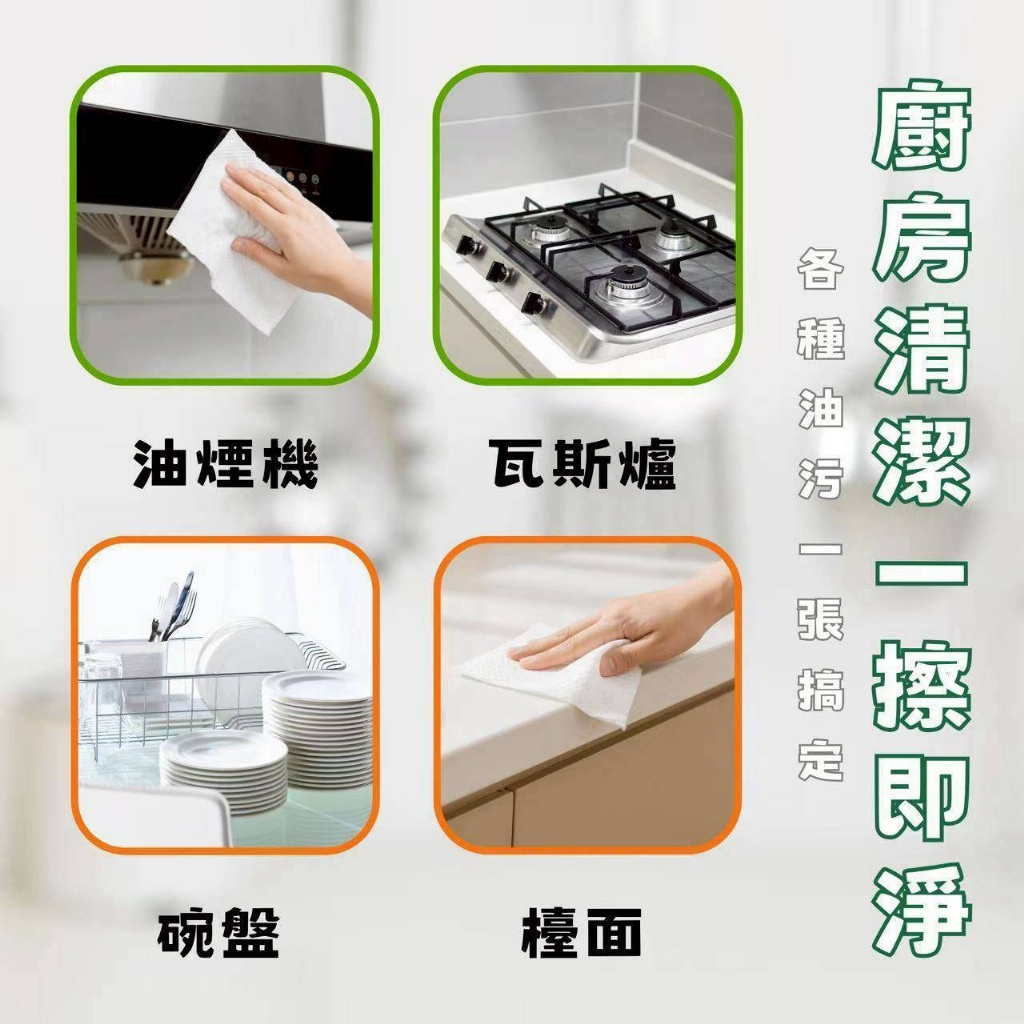 廚房清潔一擦即淨
各種油污一張搞定
油煙機
瓦斯爐
碗盤
檯面